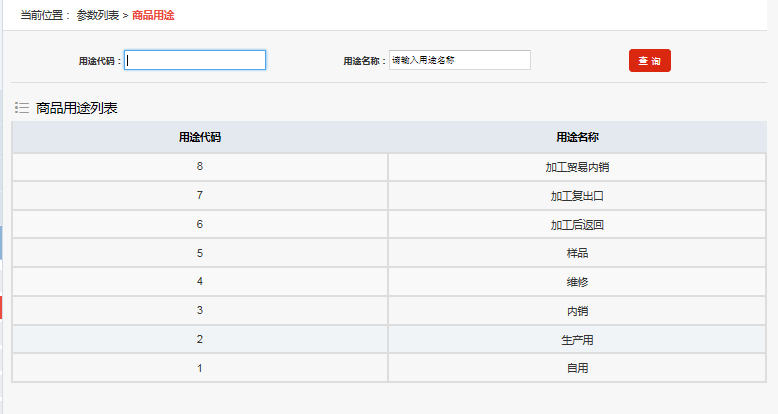 当前位置： 参数列表 > 商品用途
用途代码： 用途名称： 请输入用途名称 查 询
商品用途列表
用途代码 用途名称
8 加工贸易内销
7 加工复出口
6 加工后返回
5 样品
4 维修
3 内销
2 生产用
1 自用